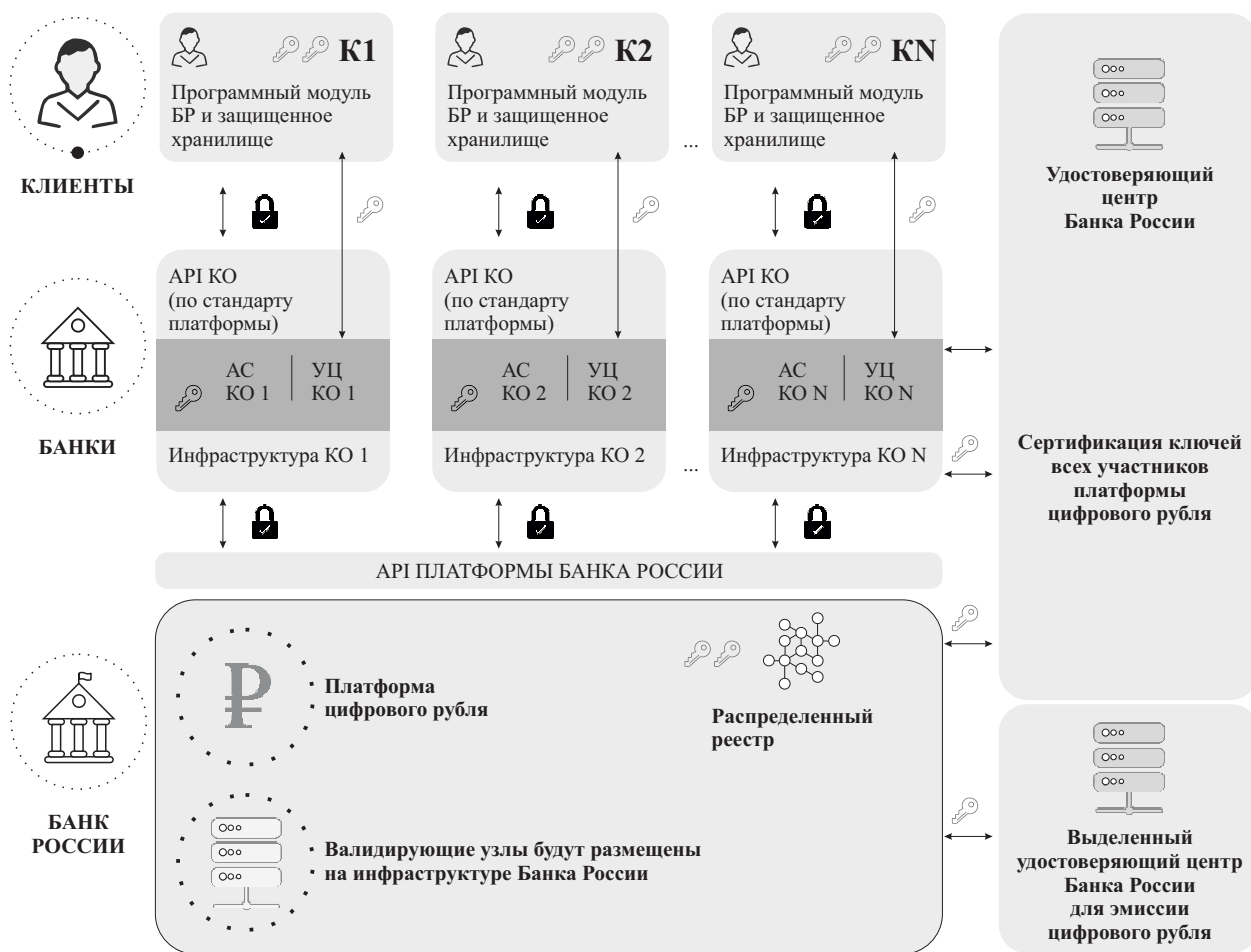 К1
Программный модуль
БР и защищенное
хранилище
К2
Программный модуль
БР и защищенное
хранилище
...
КN
Программный модуль
БР и защищенное
хранилище
КЛИЕНТЫ
Удостоверяющий
центр
Банка России
API КО
(по стандарту
платформы)
API КО
(по стандарту
платформы)
API КО
(по стандарту
платформы)
АС
КО 1
УЦ
КО 1
АС
КО 2
УЦ
КО 2
АС
КО N
УЦ
КО N
БАНКИ
Инфраструктура КО 1
Инфраструктура КО 2
...
Инфраструктура КО N
Сертификация ключей
всех участников
платформы
цифрового рубля
API ПЛАТФОРМЫ БАНКА РОССИИ
Платформа
цифрового рубля
Распределенный
реестр
БАНК
РОССИИ
Валидирующие узлы будут размещены
на инфраструктуре Банка России
Выделенный
удостоверяющий центр
Банка России
для эмиссии
цифрового рубля